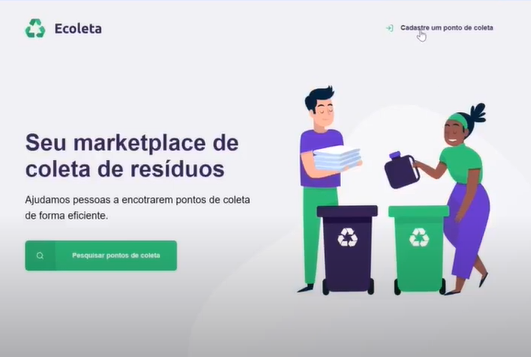 Ecoleta
Cadastre um ponto de coleta
Seu marketplace de
coleta de resíduos
Ajudamos pessoas a encotrarem pontos de coleta
de forma eficiente.
Pesquisar pontos de coleta